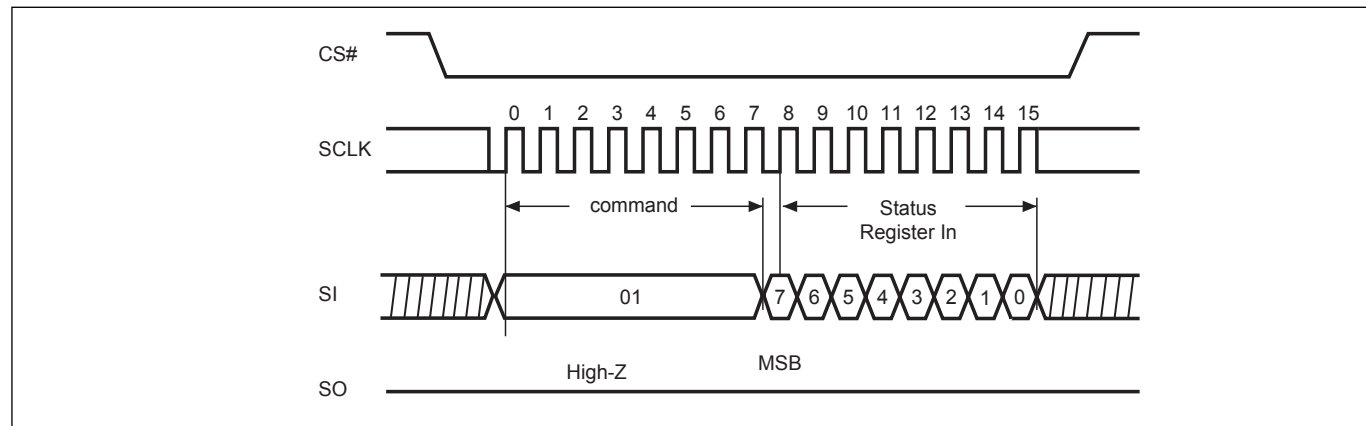 CS#
0 1 2 3 4 5 6 7 8 9 10 11 12 13 14 15
SCLK
command
Status
Register In
SI
01
7 6 5 4 3 2 1 0
MSB
High-Z
SO